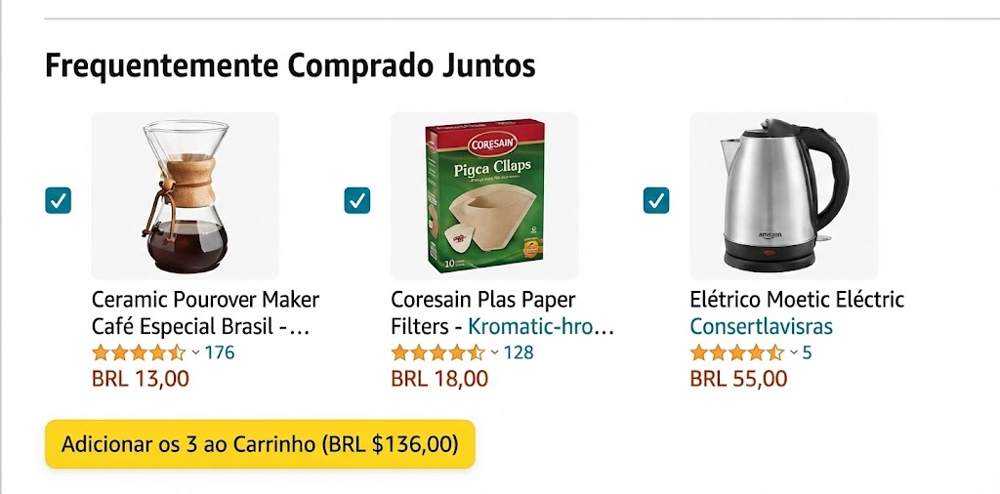 Frequentemente Comprado Juntos
CORESAIN
Pigca Cllaps
10
amazon
Ceramic Pourover Maker
Café Especial Brasil -...
176
BRL 13,00
Coresain Plas Paper
Filters - Kromatic-hro...
128
BRL 18,00
Elétrico Moetic Eléctric
Consertlavisras
5
BRL 55,00
Adicionar os 3 ao Carrinho (BRL $136,00)